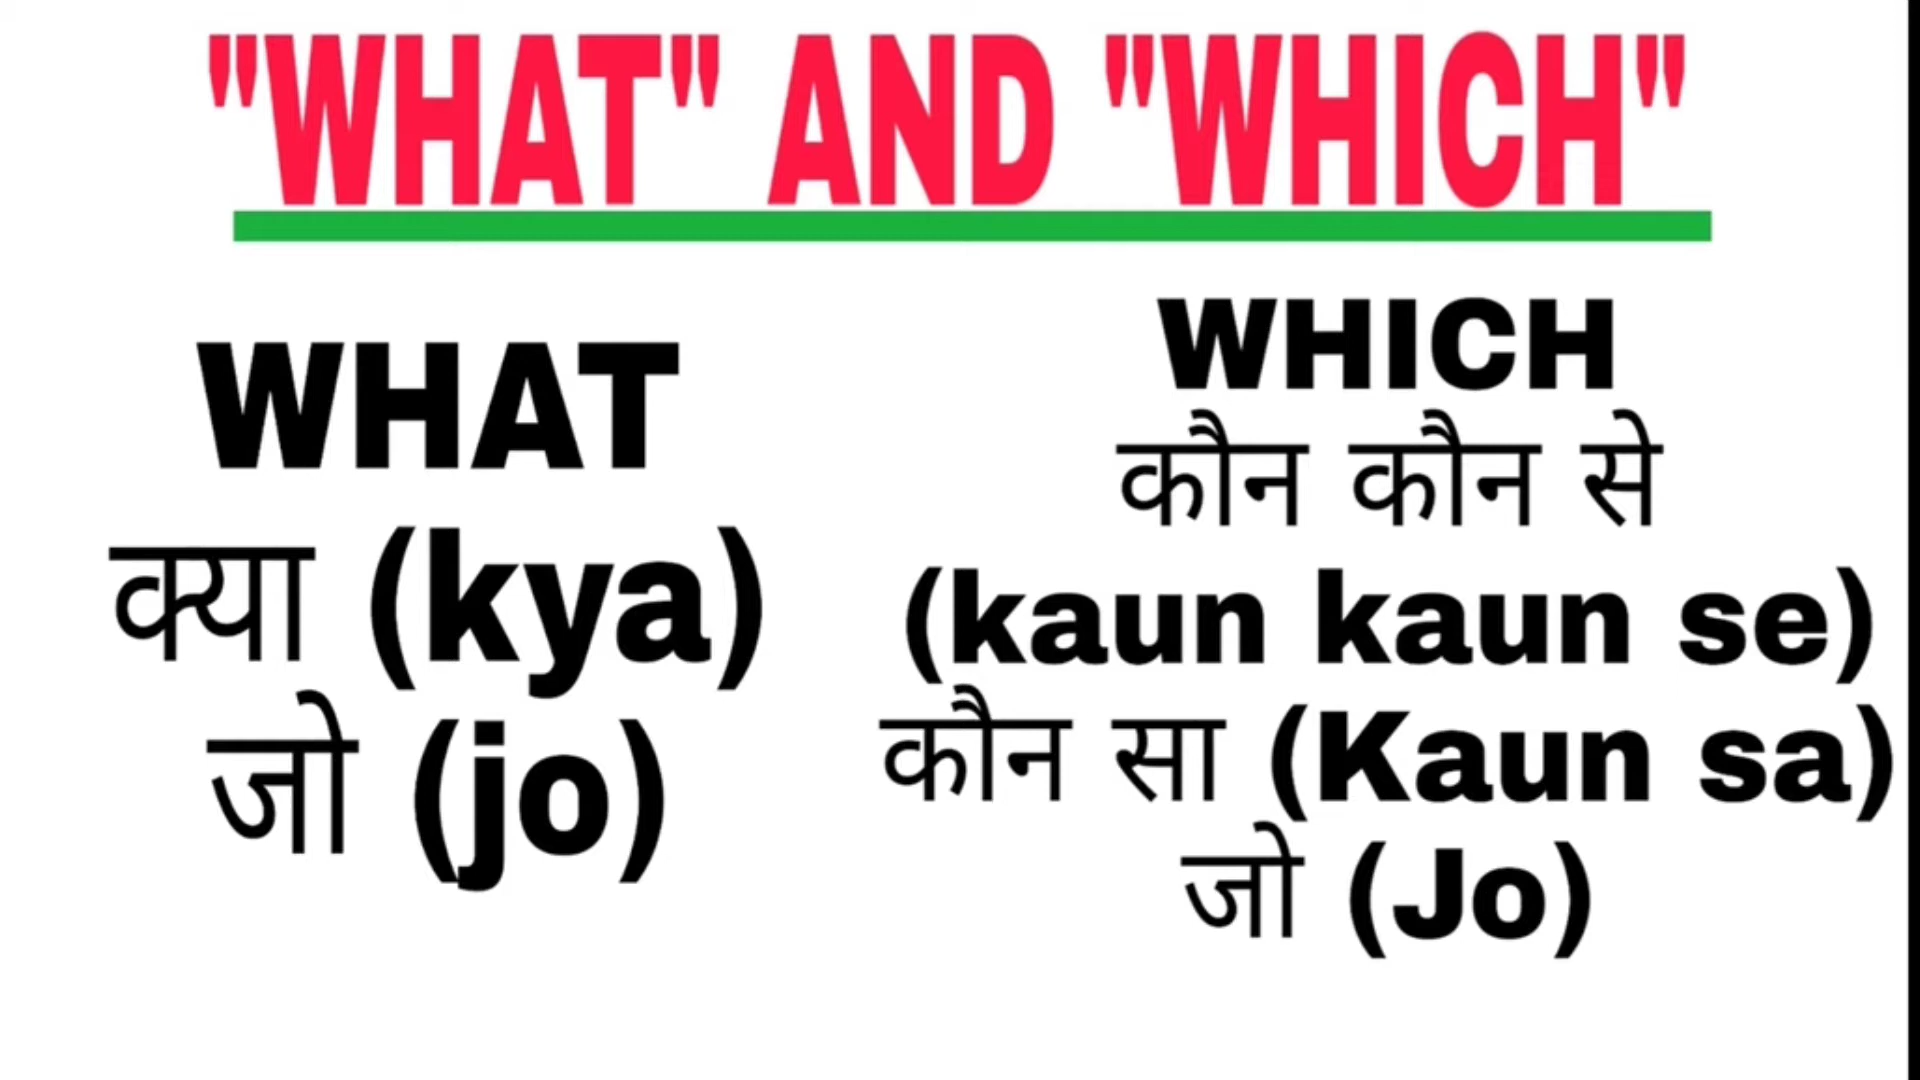 "WHAT" AND "WHICH"
WHAT
क्या (kya)
जो (jo)
WHICH
कौन कौन से
(kaun kaun se)
कौन सा (Kaun sa)
जो (Jo)